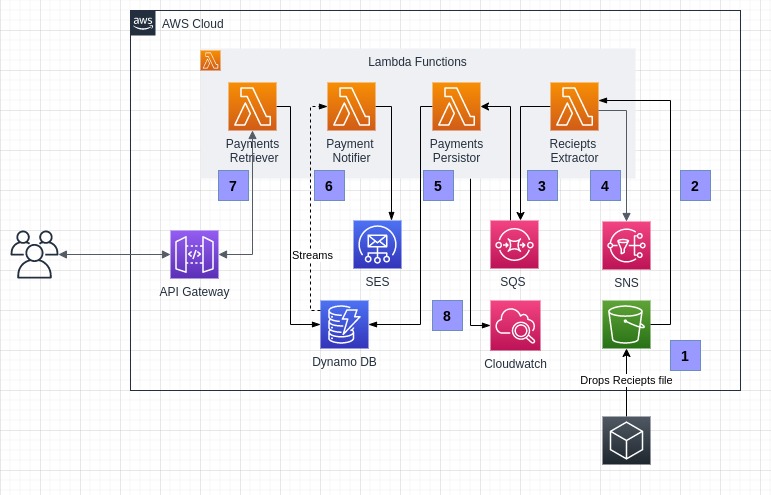 aws
AWS Cloud
Lambda Functions
Payments
Retriever
Payment
Notifier
Payments
Persistor
Reciepts
Extractor
7
6
5
3
4
2
Streams
API Gateway
SES
SQS
SNS
8
1
Dynamo DB
Cloudwatch
Drops Reciepts file